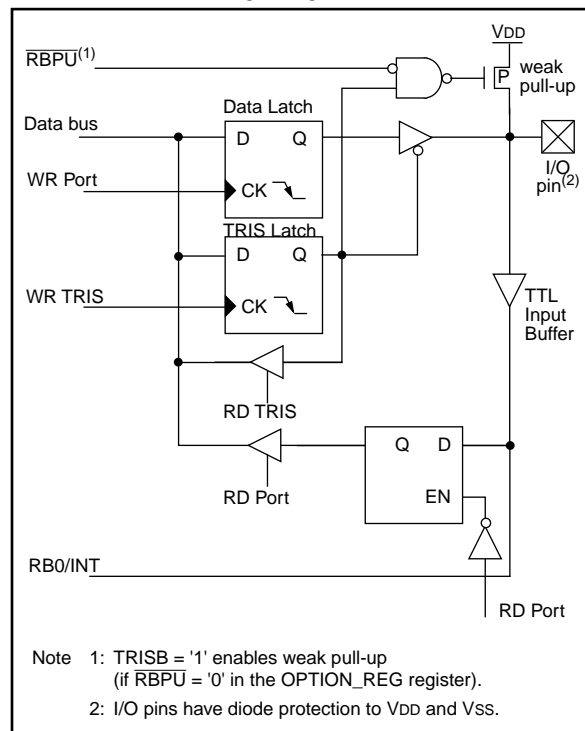 VDD
RBPU(1)
P
weak
pull-up
Data Latch
Data bus
D Q
I/O
pin(2)
WR Port
CK
TRIS Latch
D Q
WR TRIS
CK
TTL
Input
Buffer
RD TRIS
Q D
RD Port
EN
RB0/INT
RD Port
Note 1: TRISB = '1' enables weak pull-up
(if RBPU = '0' in the OPTION_REG register).
2: I/O pins have diode protection to VDD and VSS.